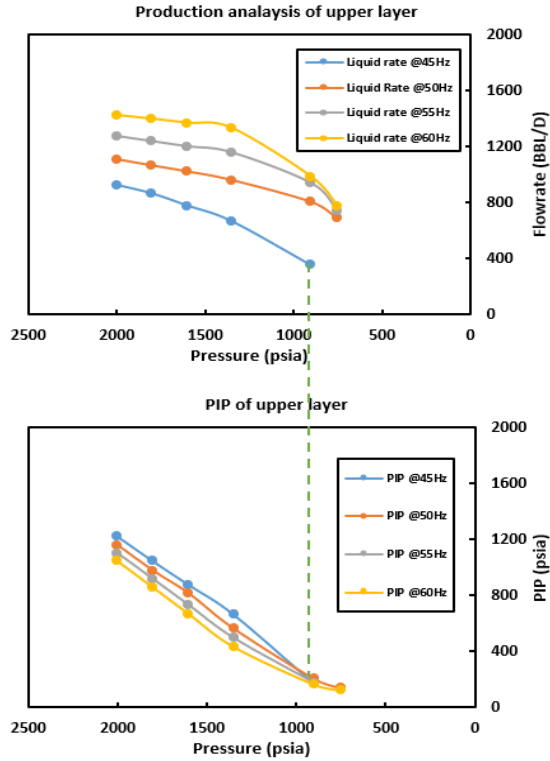 Production analaysis of upper layer
2000
1600
1200
800
400
0
Flowrate (BBL/D)
Liquid rate @45Hz
Liquid Rate @50Hz
Liquid rate @55Hz
Liquid rate @60Hz
2500 2000 1500 1000 500 0
Pressure (psia)
PIP of upper layer
2000
1600
1200
800
400
0
PIP (psia)
PIP @45Hz
PIP @50Hz
PIP @55Hz
PIP @60Hz
2500 2000 1500 1000 500 0
Pressure (psia)